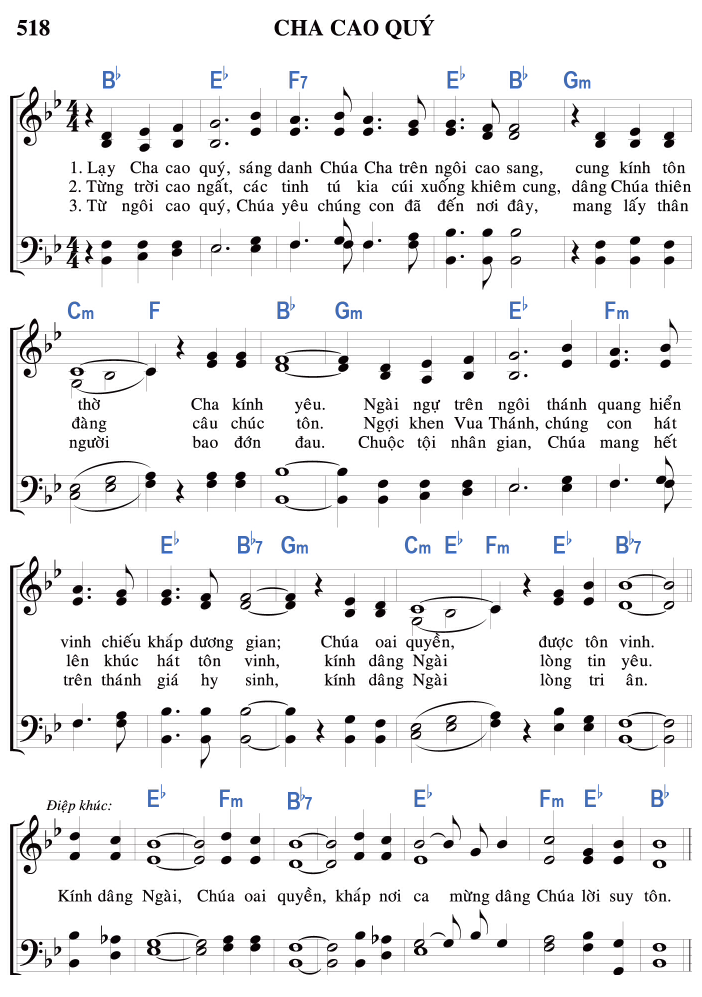 518 CHA CAO QUÝ
B♭ E♭ F7 E♭ B♭ Gm
1. Lạy Cha cao quý, sáng danh Chúa Cha trên ngôi cao sang, cung kính tôn
2. Từng trời cao ngất, các tinh tú kia cúi xuống khiêm cung, dâng Chúa thiên
3. Từ ngôi cao quý, Chúa yêu chúng con đã đến nơi đây, mang lấy thân
Cm F B♭ Gm E♭ Fm
thờ Cha kính yêu. Ngài ngự trên ngôi thánh quang hiển
đàng câu chúc tôn. Ngợi khen Vua Thánh, chúng con hát
người bao đớn đau. Chuộc tội nhân gian, Chúa mang hết
E♭ B♭7 Gm Cm E♭ Fm E♭ B♭7
vinh chiếu khắp dương gian; Chúa oai quyền, được tôn vinh.
lên khúc hát tôn vinh, kính dâng Ngài lòng tin yêu.
trên thánh giá hy sinh, kính dâng Ngài lòng tri ân.
Điệp khúc: E♭ Fm B♭7 E♭ Fm E♭ B♭
Kính dâng Ngài, Chúa oai quyền, khắp nơi ca mừng dâng Chúa lời suy tôn.